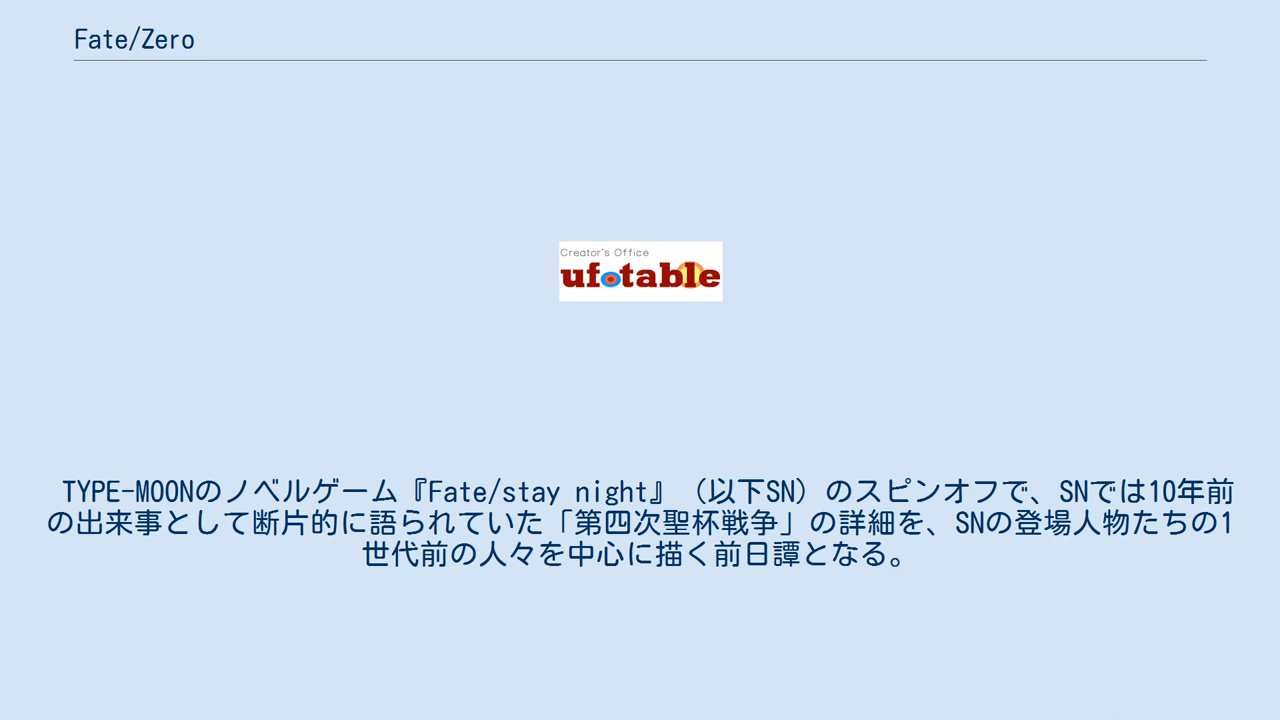 Fate/Zero
Creator's Office
ufotable
TYPE-MOONのノベルゲーム『Fate/stay night』（以下SN）のスピンオフで、SNでは10年前
の出来事として断片的に語られていた「第四次聖杯戦争」の詳細を、SNの登場人物たちの1
世代前の人々を中心に描く前日譚となる。